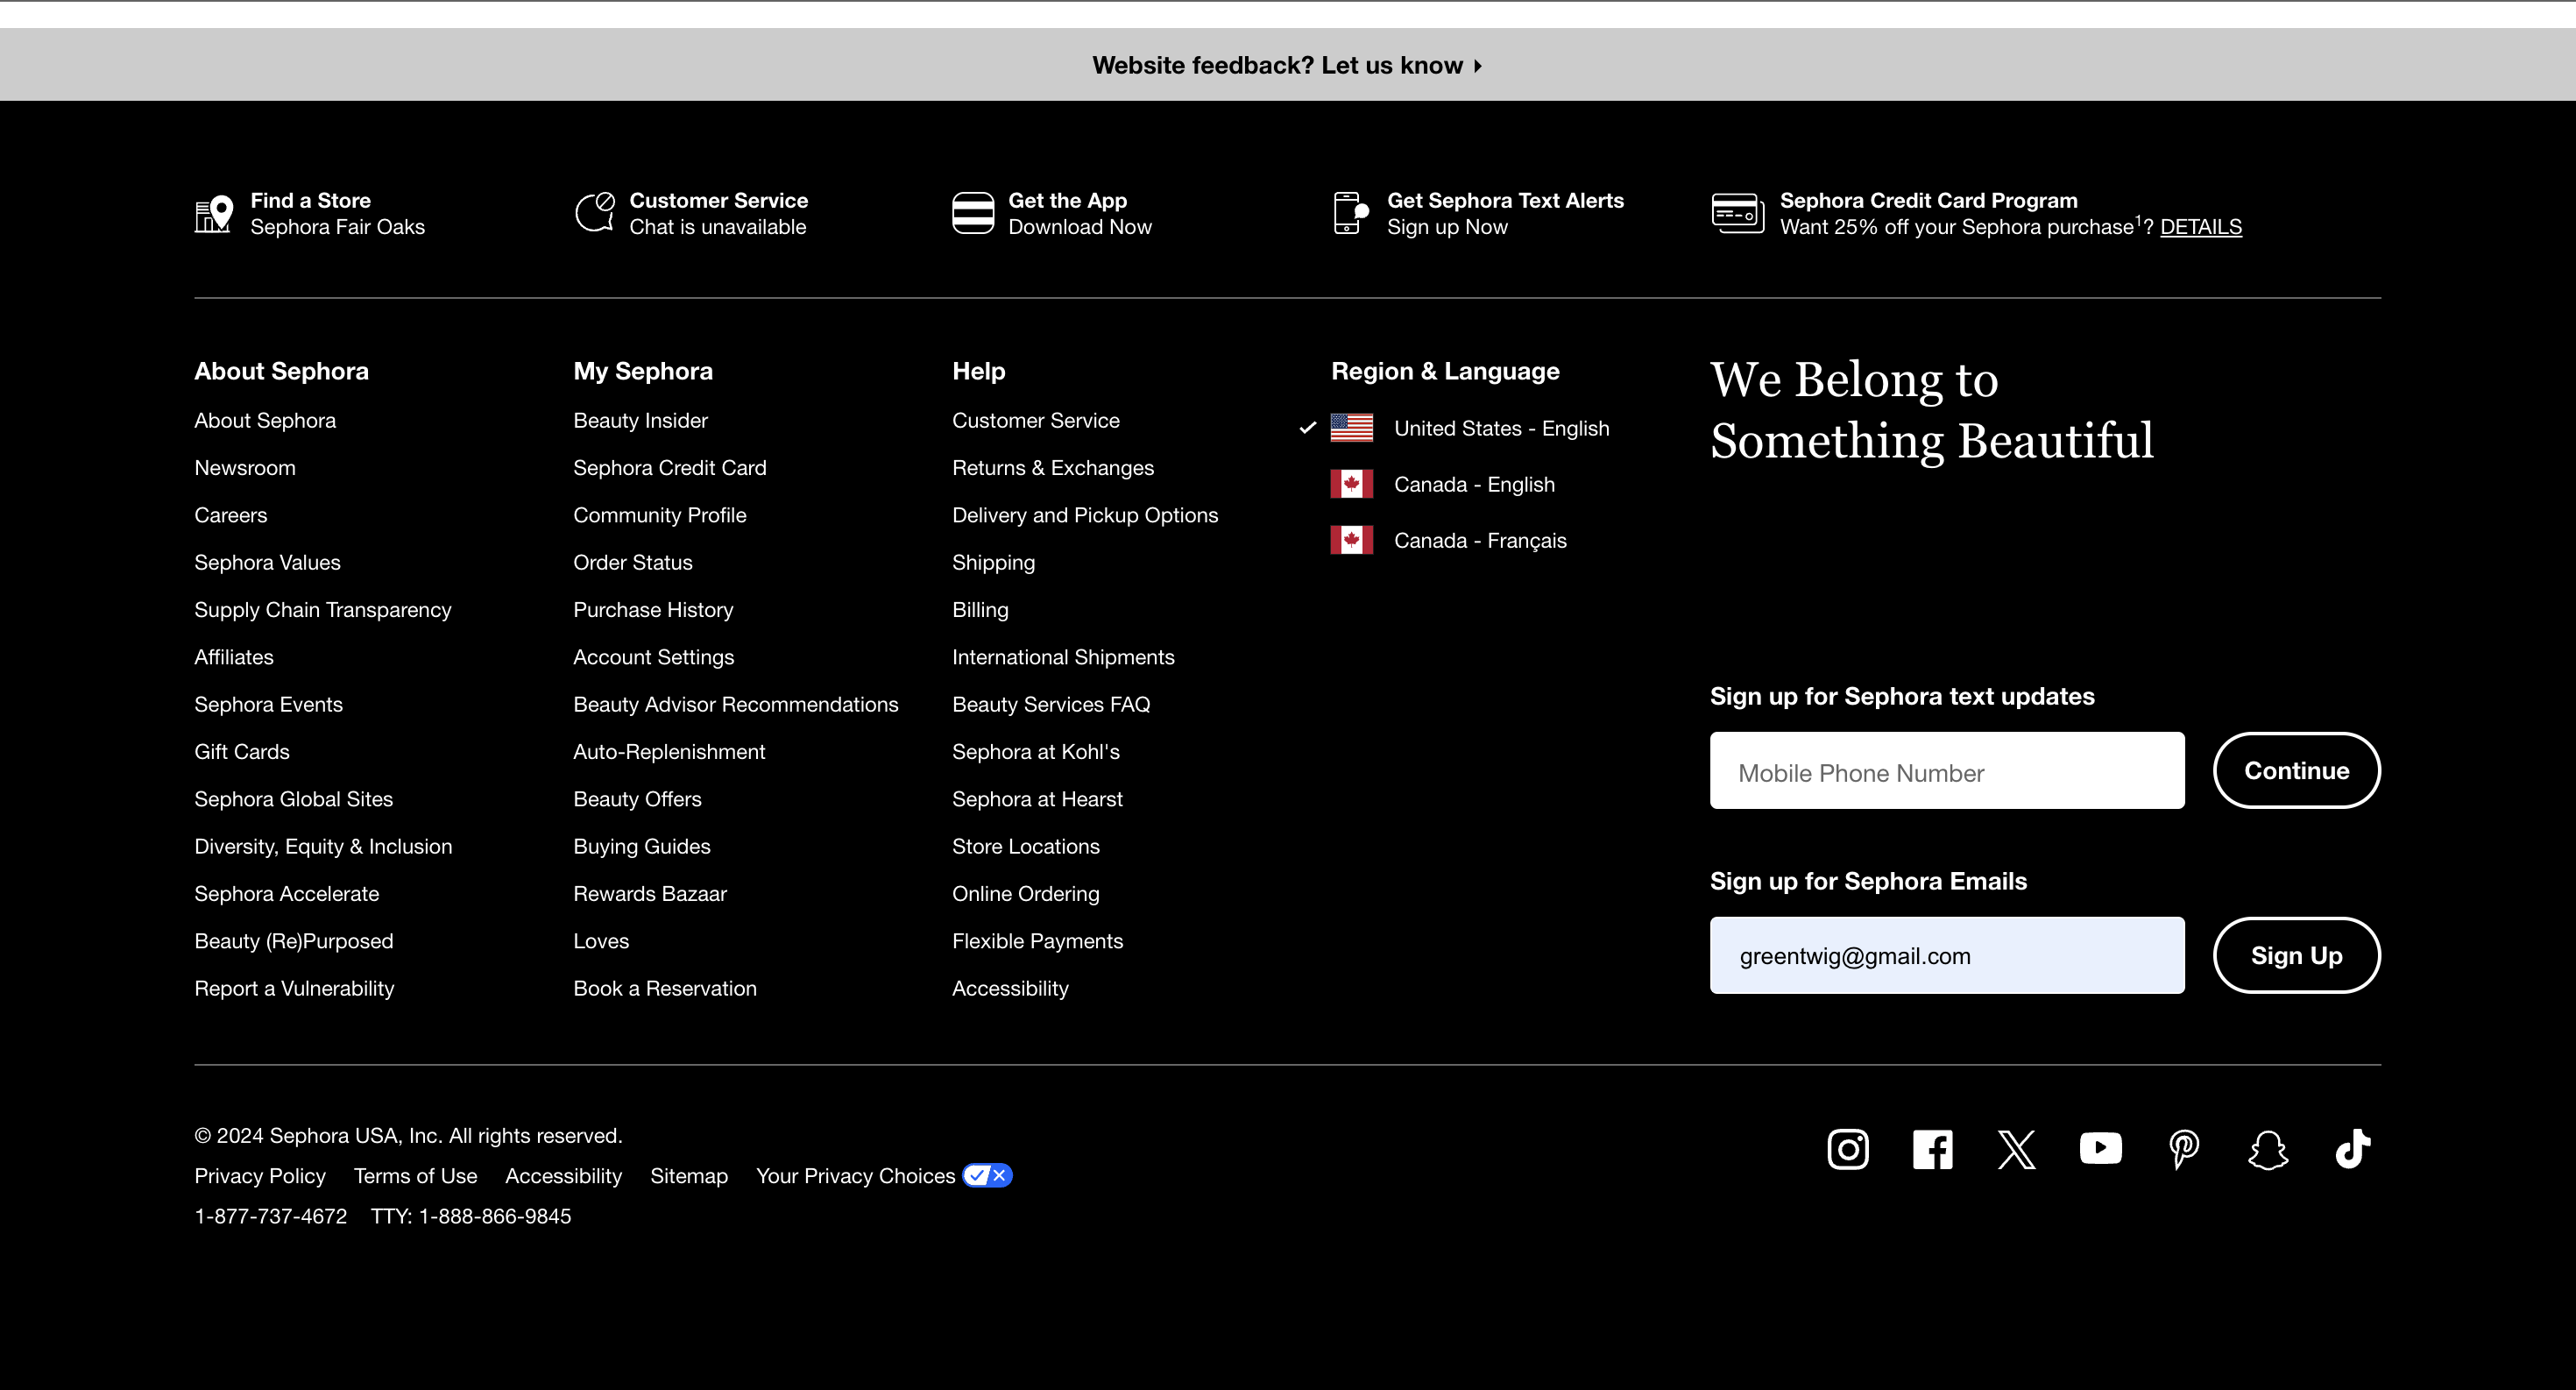 Website feedback? Let us know
Find a Store
Sephora Fair Oaks
Customer Service
Chat is unavailable
Get the App
Download Now
Get Sephora Text Alerts
Sign up Now
Sephora Credit Card Program
Want 25% off your Sephora purchase¹? DETAILS
About Sephora
About Sephora
Newsroom
Careers
Sephora Values
Supply Chain Transparency
Affiliates
Sephora Events
Gift Cards
Sephora Global Sites
Diversity, Equity & Inclusion
Sephora Accelerate
Beauty (Re)Purposed
Report a Vulnerability
My Sephora
Beauty Insider
Sephora Credit Card
Community Profile
Order Status
Purchase History
Account Settings
Beauty Advisor Recommendations
Auto-Replenishment
Beauty Offers
Buying Guides
Rewards Bazaar
Loves
Book a Reservation
Help
Customer Service
Returns & Exchanges
Delivery and Pickup Options
Shipping
Billing
International Shipments
Beauty Services FAQ
Sephora at Kohl's
Sephora at Hearst
Store Locations
Online Ordering
Flexible Payments
Accessibility
Region & Language
United States - English
Canada - English
Canada - Français
We Belong to
Something Beautiful
Sign up for Sephora text updates
Mobile Phone Number
Continue
Sign up for Sephora Emails
greentwig@gmail.com
Sign Up
© 2024 Sephora USA, Inc. All rights reserved.
Privacy Policy Terms of Use Accessibility Sitemap Your Privacy Choices
1-877-737-4672 TTY: 1-888-866-9845